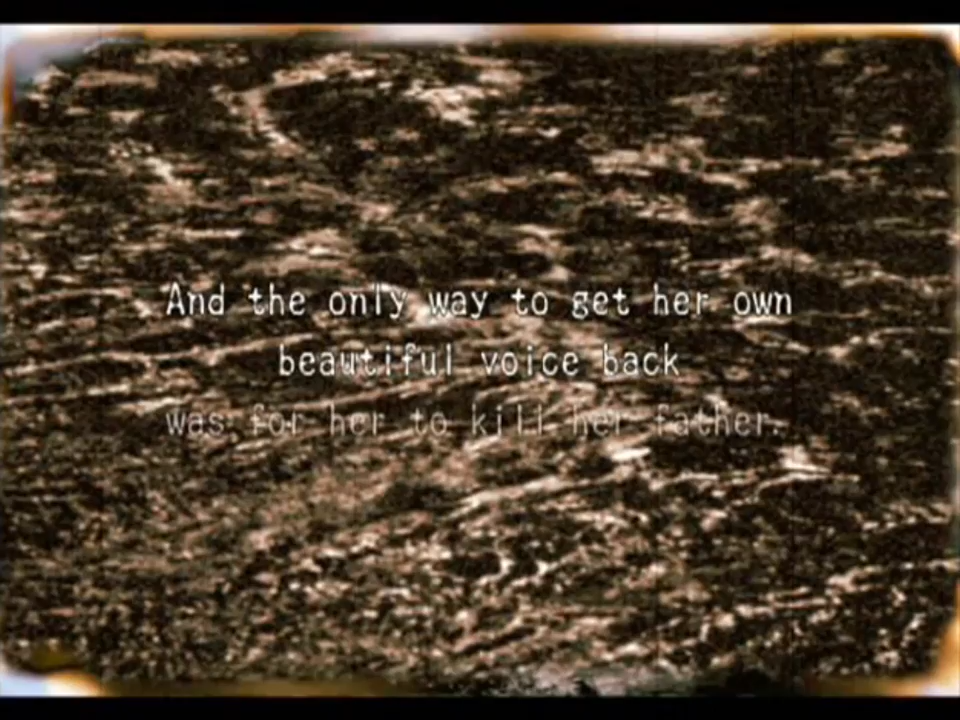 And the only way to get her own
beautiful voice back
was for her to kill her father.